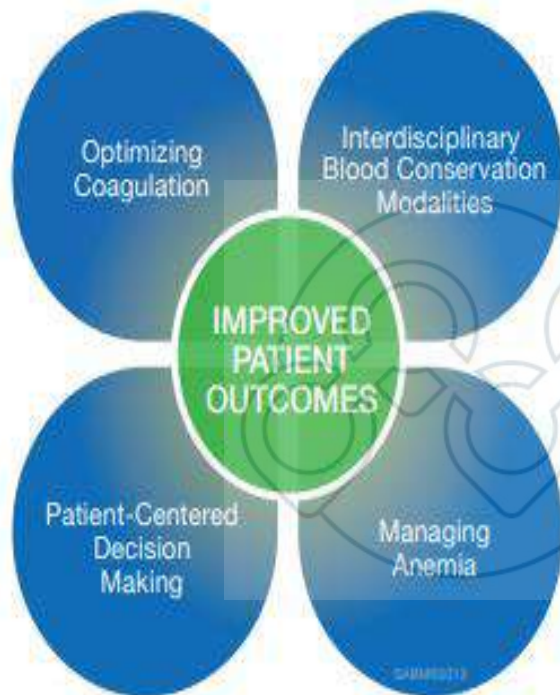 Optimizing
Coagulation
Interdisciplinary
Blood Conservation
Modalities
IMPROVED
PATIENT
OUTCOMES
Patient-Centered
Decision
Making
Managing
Anemia